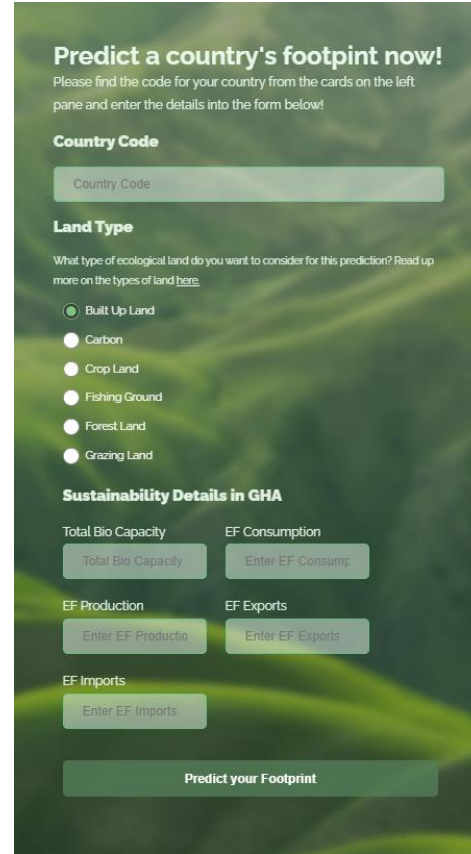 Predict a country's footpint now!
Please find the code for your country from the cards on the left
pane and enter the details into the form below!
Country Code
Country Code
Land Type
What type of ecological land do you want to consider for this prediction? Read up
more on the types of land here.
Built Up Land
Carbon
Crop Land
Fishing Ground
Forest Land
Grazing Land
Sustainability Details in GHA
Total Bio Capacity EF Consumption
Total Bio Capacity Enter EF Consump
EF Production EF Exports
Enter EF Productio Enter EF Exports
EF Imports
Enter EF Imports
Predict your Footprint